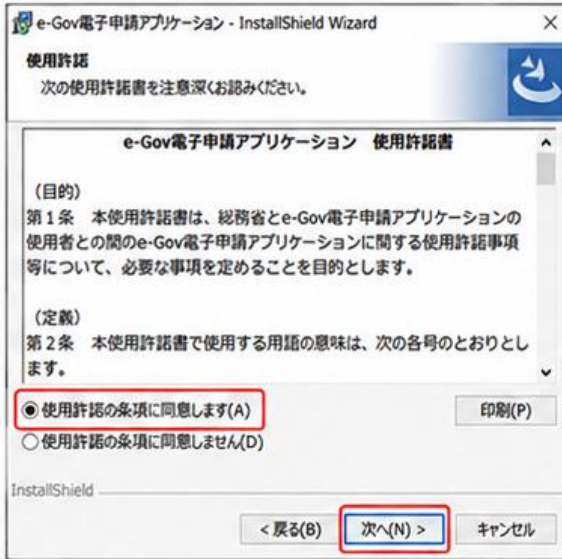 e-Gov電子申請アプリケーション - InstallShield Wizard
使用許諾
次の使用許諾書を注意深くお読みください。
e-Gov電子申請アプリケーション　使用許諾書
（目的）
第１条　本使用許諾書は、総務省とe-Gov電子申請アプリケーションの
使用者との間のe-Gov電子申請アプリケーションに関する使用許諾事項
等について、必要な事項を定めることを目的とします。
（定義）
第２条　本使用許諾書で使用する用語の意味は、次の各号のとおりとし
ます。
使用許諾の条項に同意します(A)
印刷(P)
使用許諾の条項に同意しません(D)
InstallShield
< 戻る(B)
次へ(N) >
キャンセル